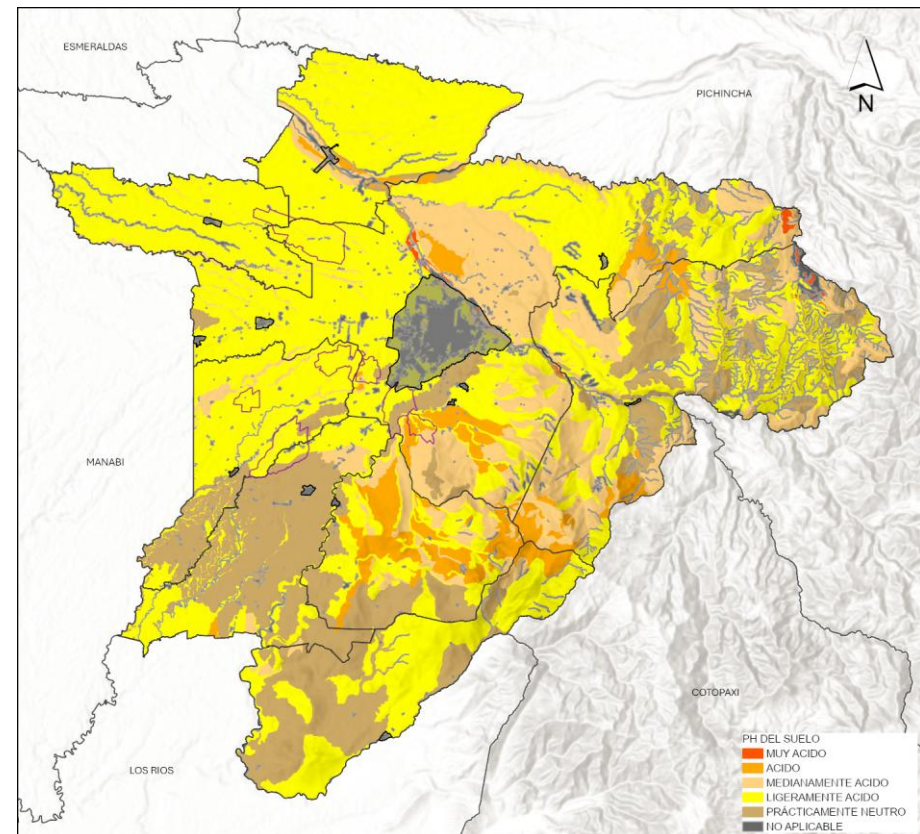 ESMERALDAS
PICHINCHA
N
MANABI
COTOPAXI
LOS RIOS
PH DEL SUELO
MUY ACIDO
ACIDO
MEDIANAMENTE ACIDO
LIGERAMENTE ACIDO
PRÁCTICAMENTE NEUTRO
NO APLICABLE